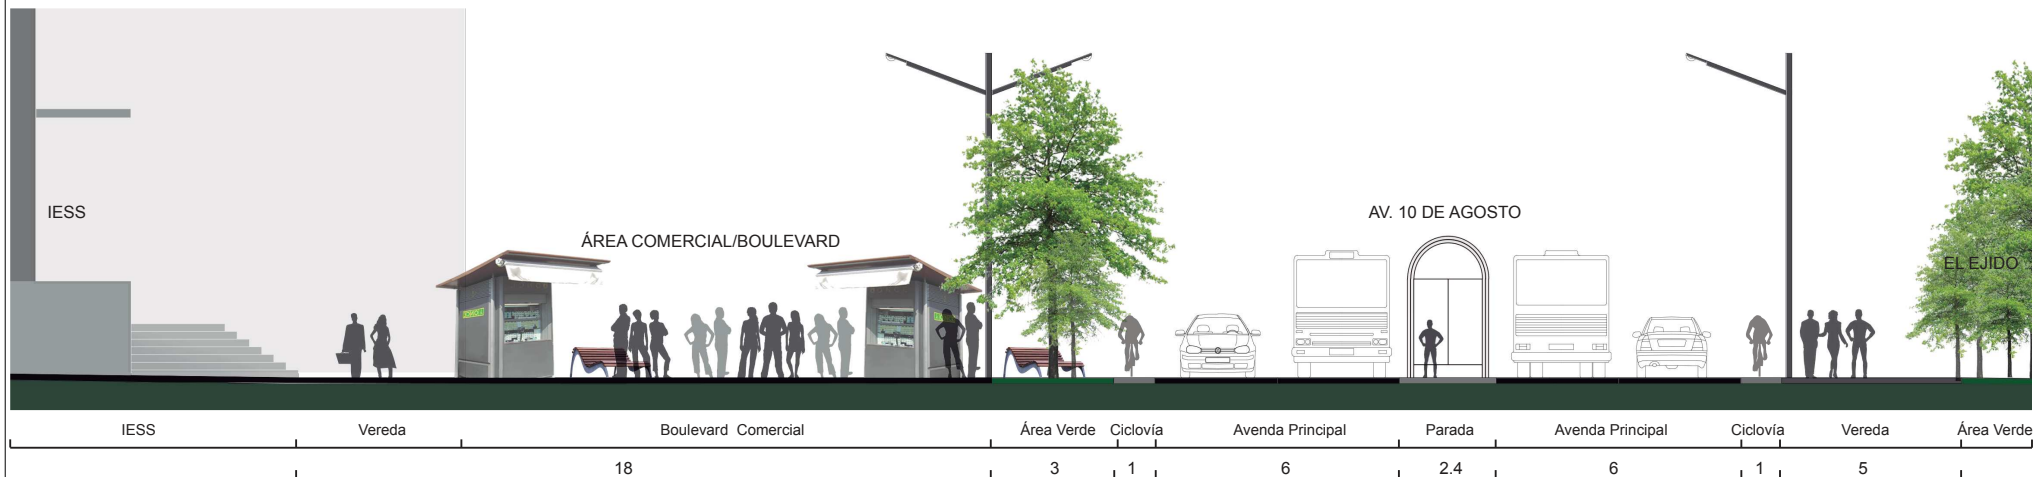 IESS
ÁREA COMERCIAL/BOULEVARD
AV. 10 DE AGOSTO
EL EJIDO
IESS Vereda Boulevard Comercial Área Verde Ciclovía Avenda Principal Parada Avenda Principal Ciclovía Vereda Área Verde
18 3 1 6 2.4 6 1 5